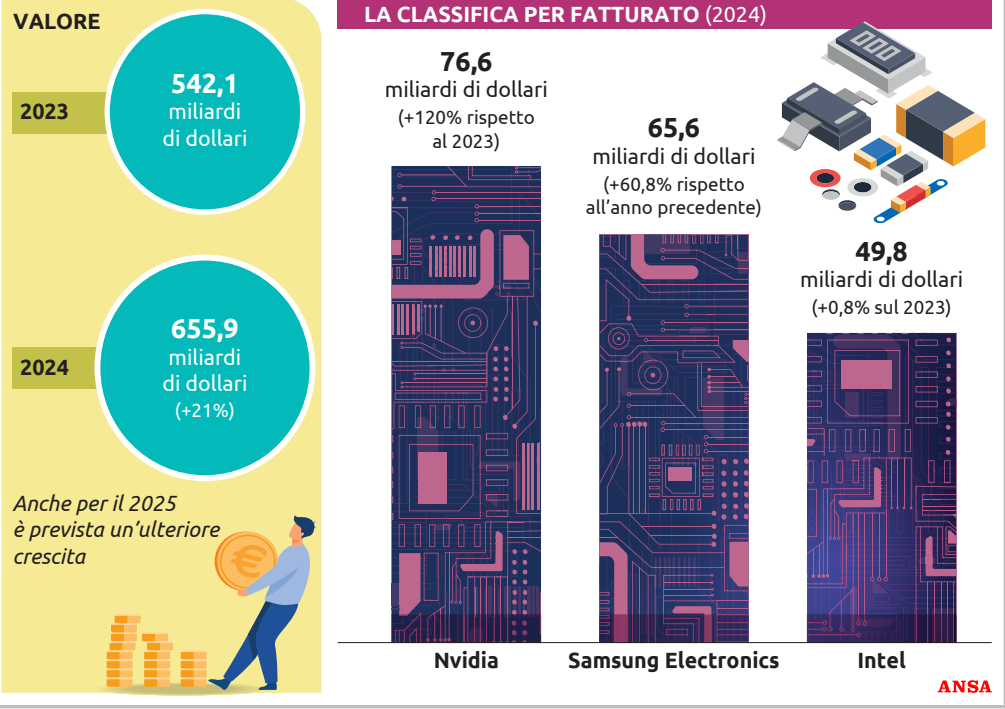 VALORE
2023
542,1
miliardi
di dollari
2024
655,9
miliardi
di dollari
(+21%)
Anche per il 2025
è prevista un'ulteriore
crescita
LA CLASSIFICA PER FATTURATO (2024)
76,6
miliardi di dollari
(+120% rispetto
al 2023)
65,6
miliardi di dollari
(+60,8% rispetto
all'anno precedente)
49,8
miliardi di dollari
(+0,8% sul 2023)
Nvidia
Samsung Electronics
Intel
ANSA